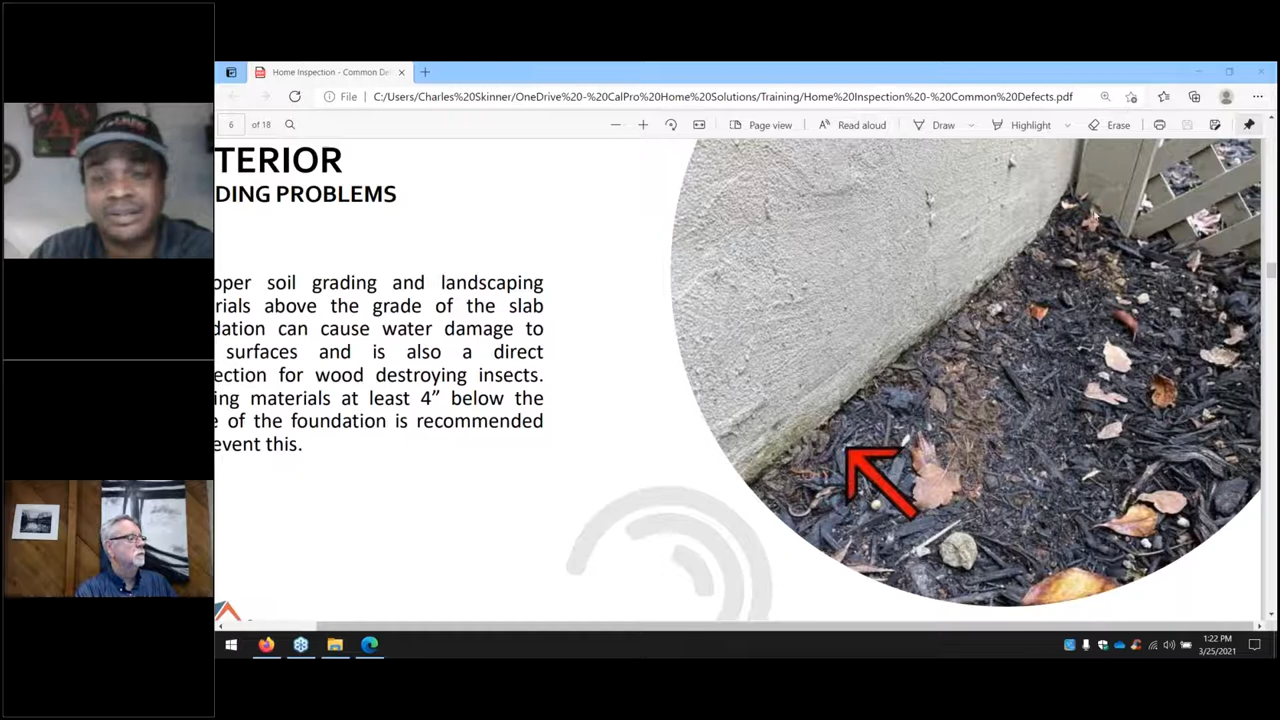 Home Inspection - Common De
File
C:/Users/Charles%20Skinner/OneDrive%20-%20CalPro%20Home%20Solutions/Training/Home%20Inspection%20-%20Common%20Defects.pdf
6 of 18
Page view
Read aloud
Draw
Highlight
Erase
TERIOR
DING PROBLEMS
oper soil grading and landscaping
rials above the grade of the slab
dation can cause water damage to
surfaces and is also a direct
ection for wood destroying insects.
ing materials at least 4” below the
e of the foundation is recommended
event this.
1:22 PM
3/25/2021